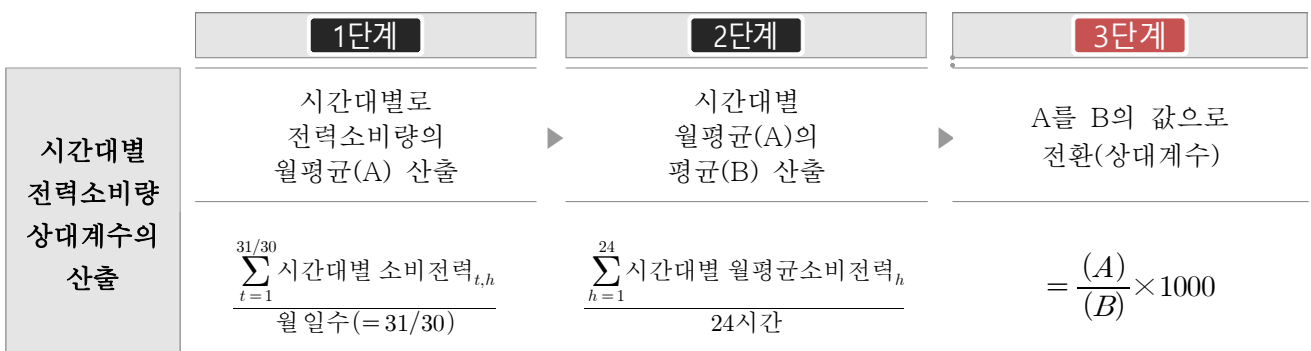 1단계
2단계
3단계
시간대별
전력소비량
상대계수의
산출
시간대별로
전력소비량의
월평균(A) 산출
시간대별
월평균(A)의
평균(B) 산출
A를 B의 값으로
전환(상대계수)
31/30
∑시간대별 소비전력t,h
t=1
월 일수(=31/30)
24
∑시간대별 월평균소비전력h
h=1
24시간
=(A)/(B)×1000